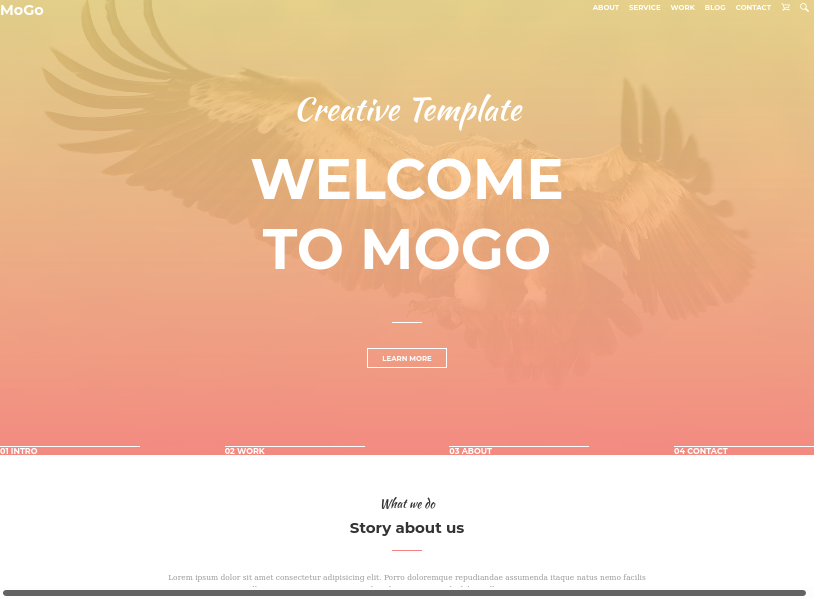 MoGo
ABOUT SERVICE WORK BLOG CONTACT
Creative Template
WELCOME
TO MOGO
LEARN MORE
01 INTRO
02 WORK
03 ABOUT
04 CONTACT
What we do
Story about us
Lorem ipsum dolor sit amet consectetur adipisicing elit. Porro doloremque repudiandae assumenda itaque natus nemo facilis